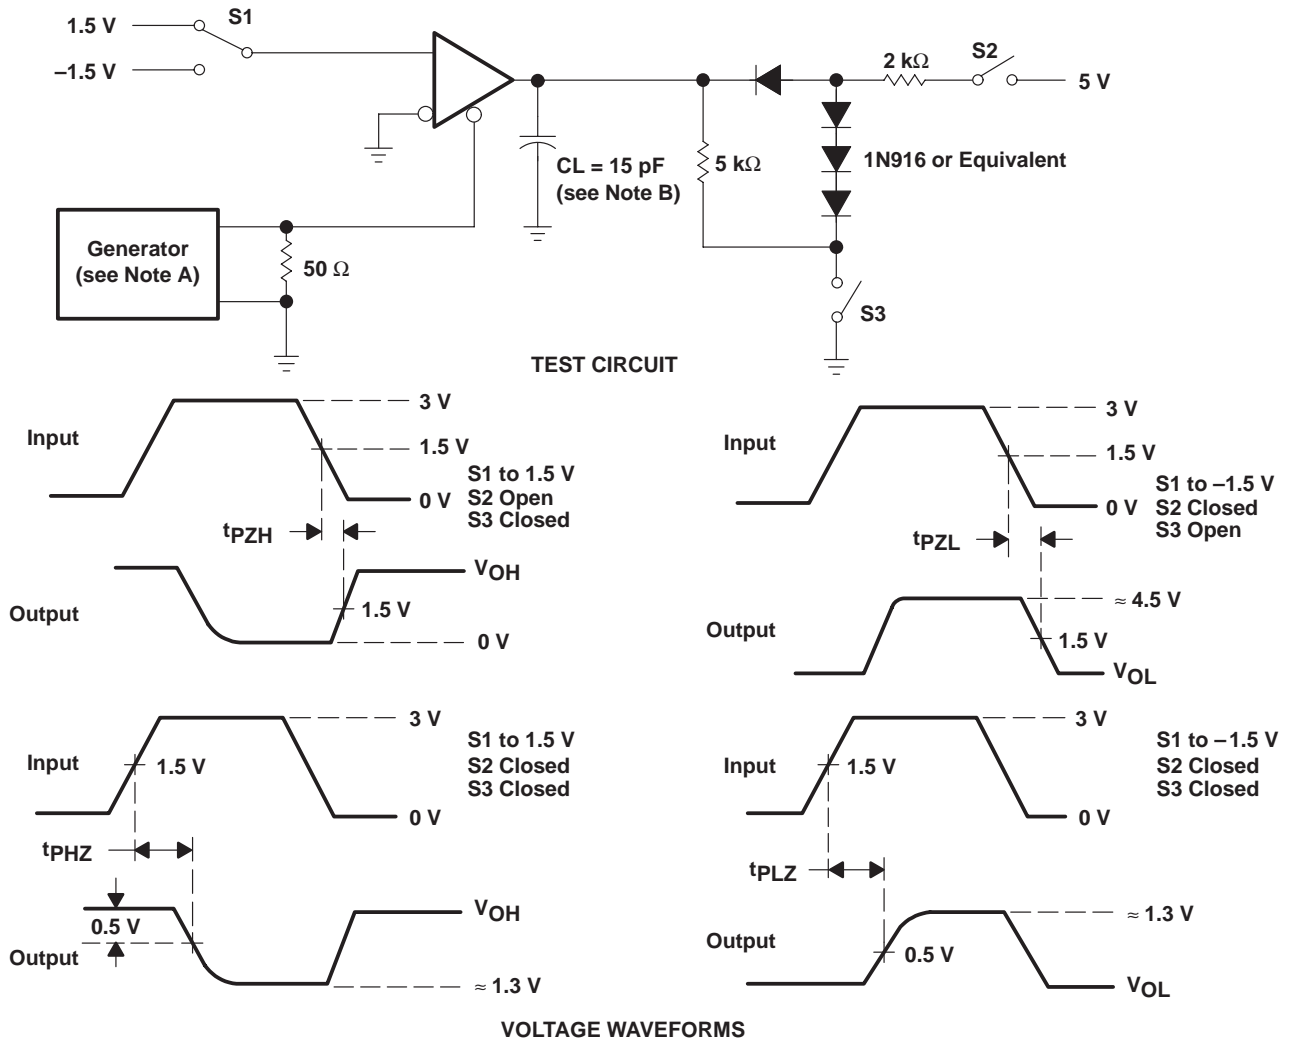 1.5 V
S1
–1.5 V
2 kΩ
S2
5 V
CL = 15 pF
(see Note B)
5 kΩ
1N916 or Equivalent
Generator
(see Note A)
50 Ω
S3
TEST CIRCUIT
Input
3 V
1.5 V
0 V
S1 to 1.5 V
S2 Open
S3 Closed
tPZH
Output
VOH
1.5 V
0 V
Input
3 V
1.5 V
0 V
S1 to –1.5 V
S2 Closed
S3 Open
tPZL
Output
≈ 4.5 V
1.5 V
VOL
Input
3 V
1.5 V
0 V
S1 to 1.5 V
S2 Closed
S3 Closed
tPHZ
Output
0.5 V
VOH
≈ 1.3 V
Input
3 V
1.5 V
0 V
S1 to –1.5 V
S2 Closed
S3 Closed
tPLZ
Output
≈ 1.3 V
0.5 V
VOL
VOLTAGE WAVEFORMS